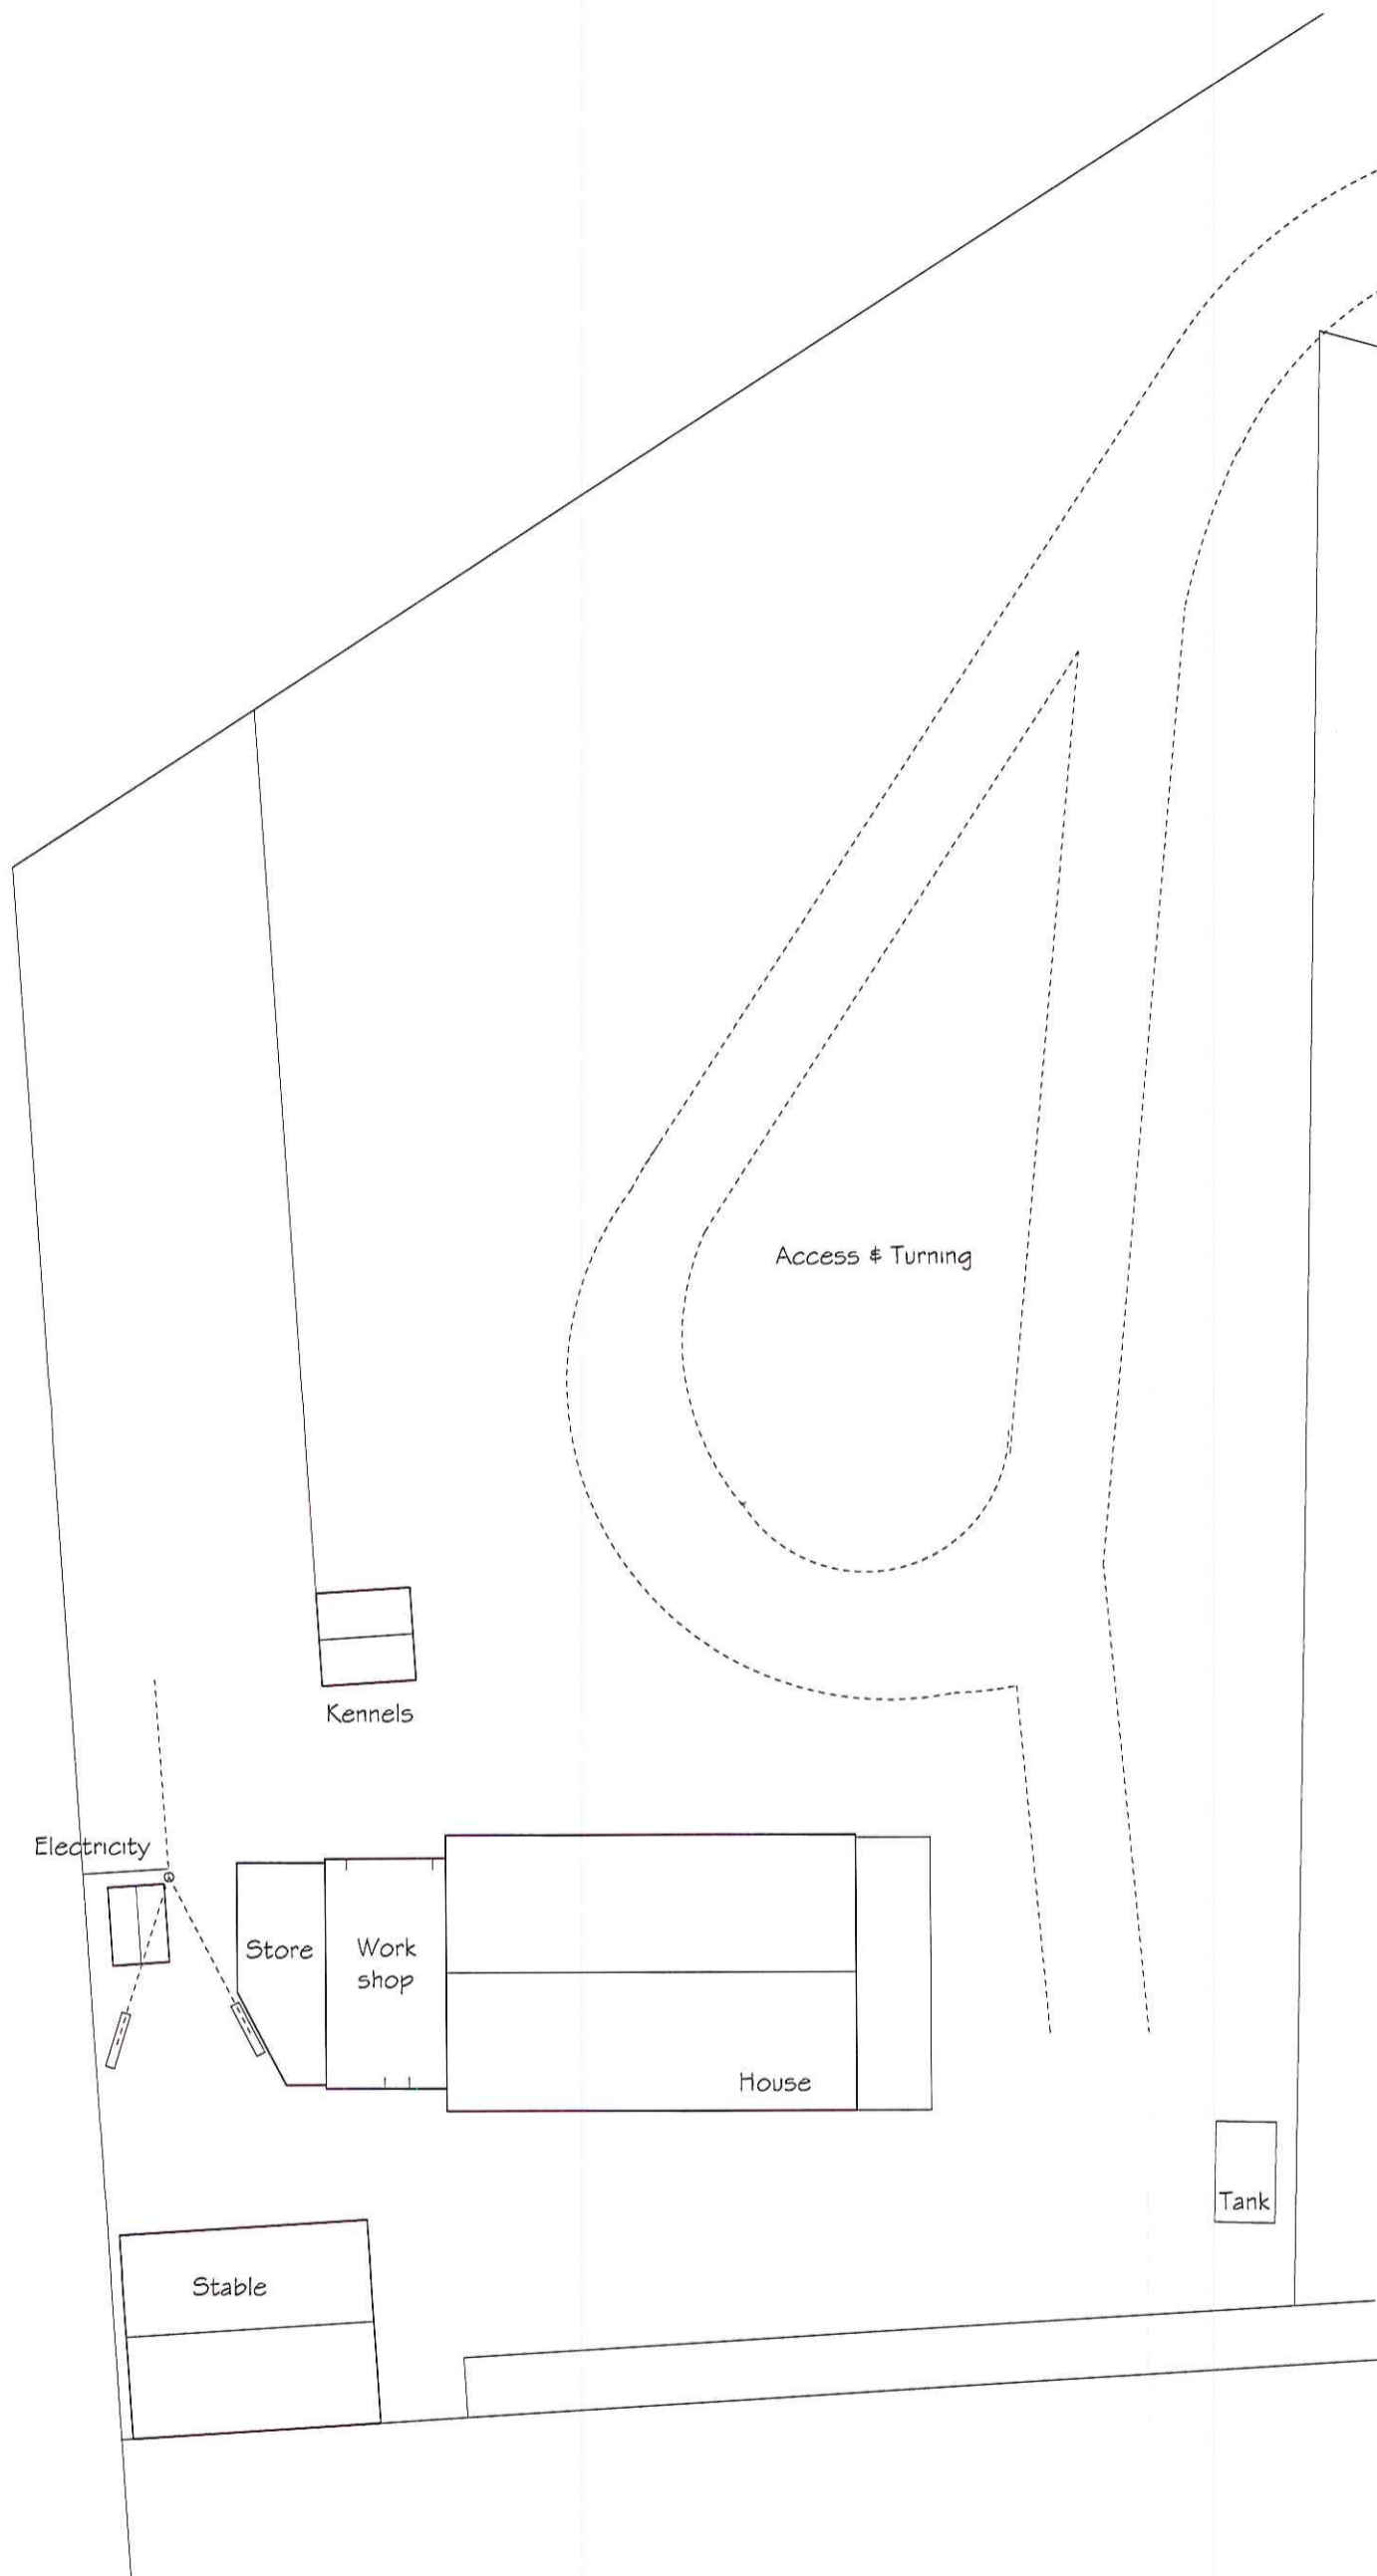 Access & Turning
Kennels
Electricity
Store
Work
shop
House
Tank
Stable